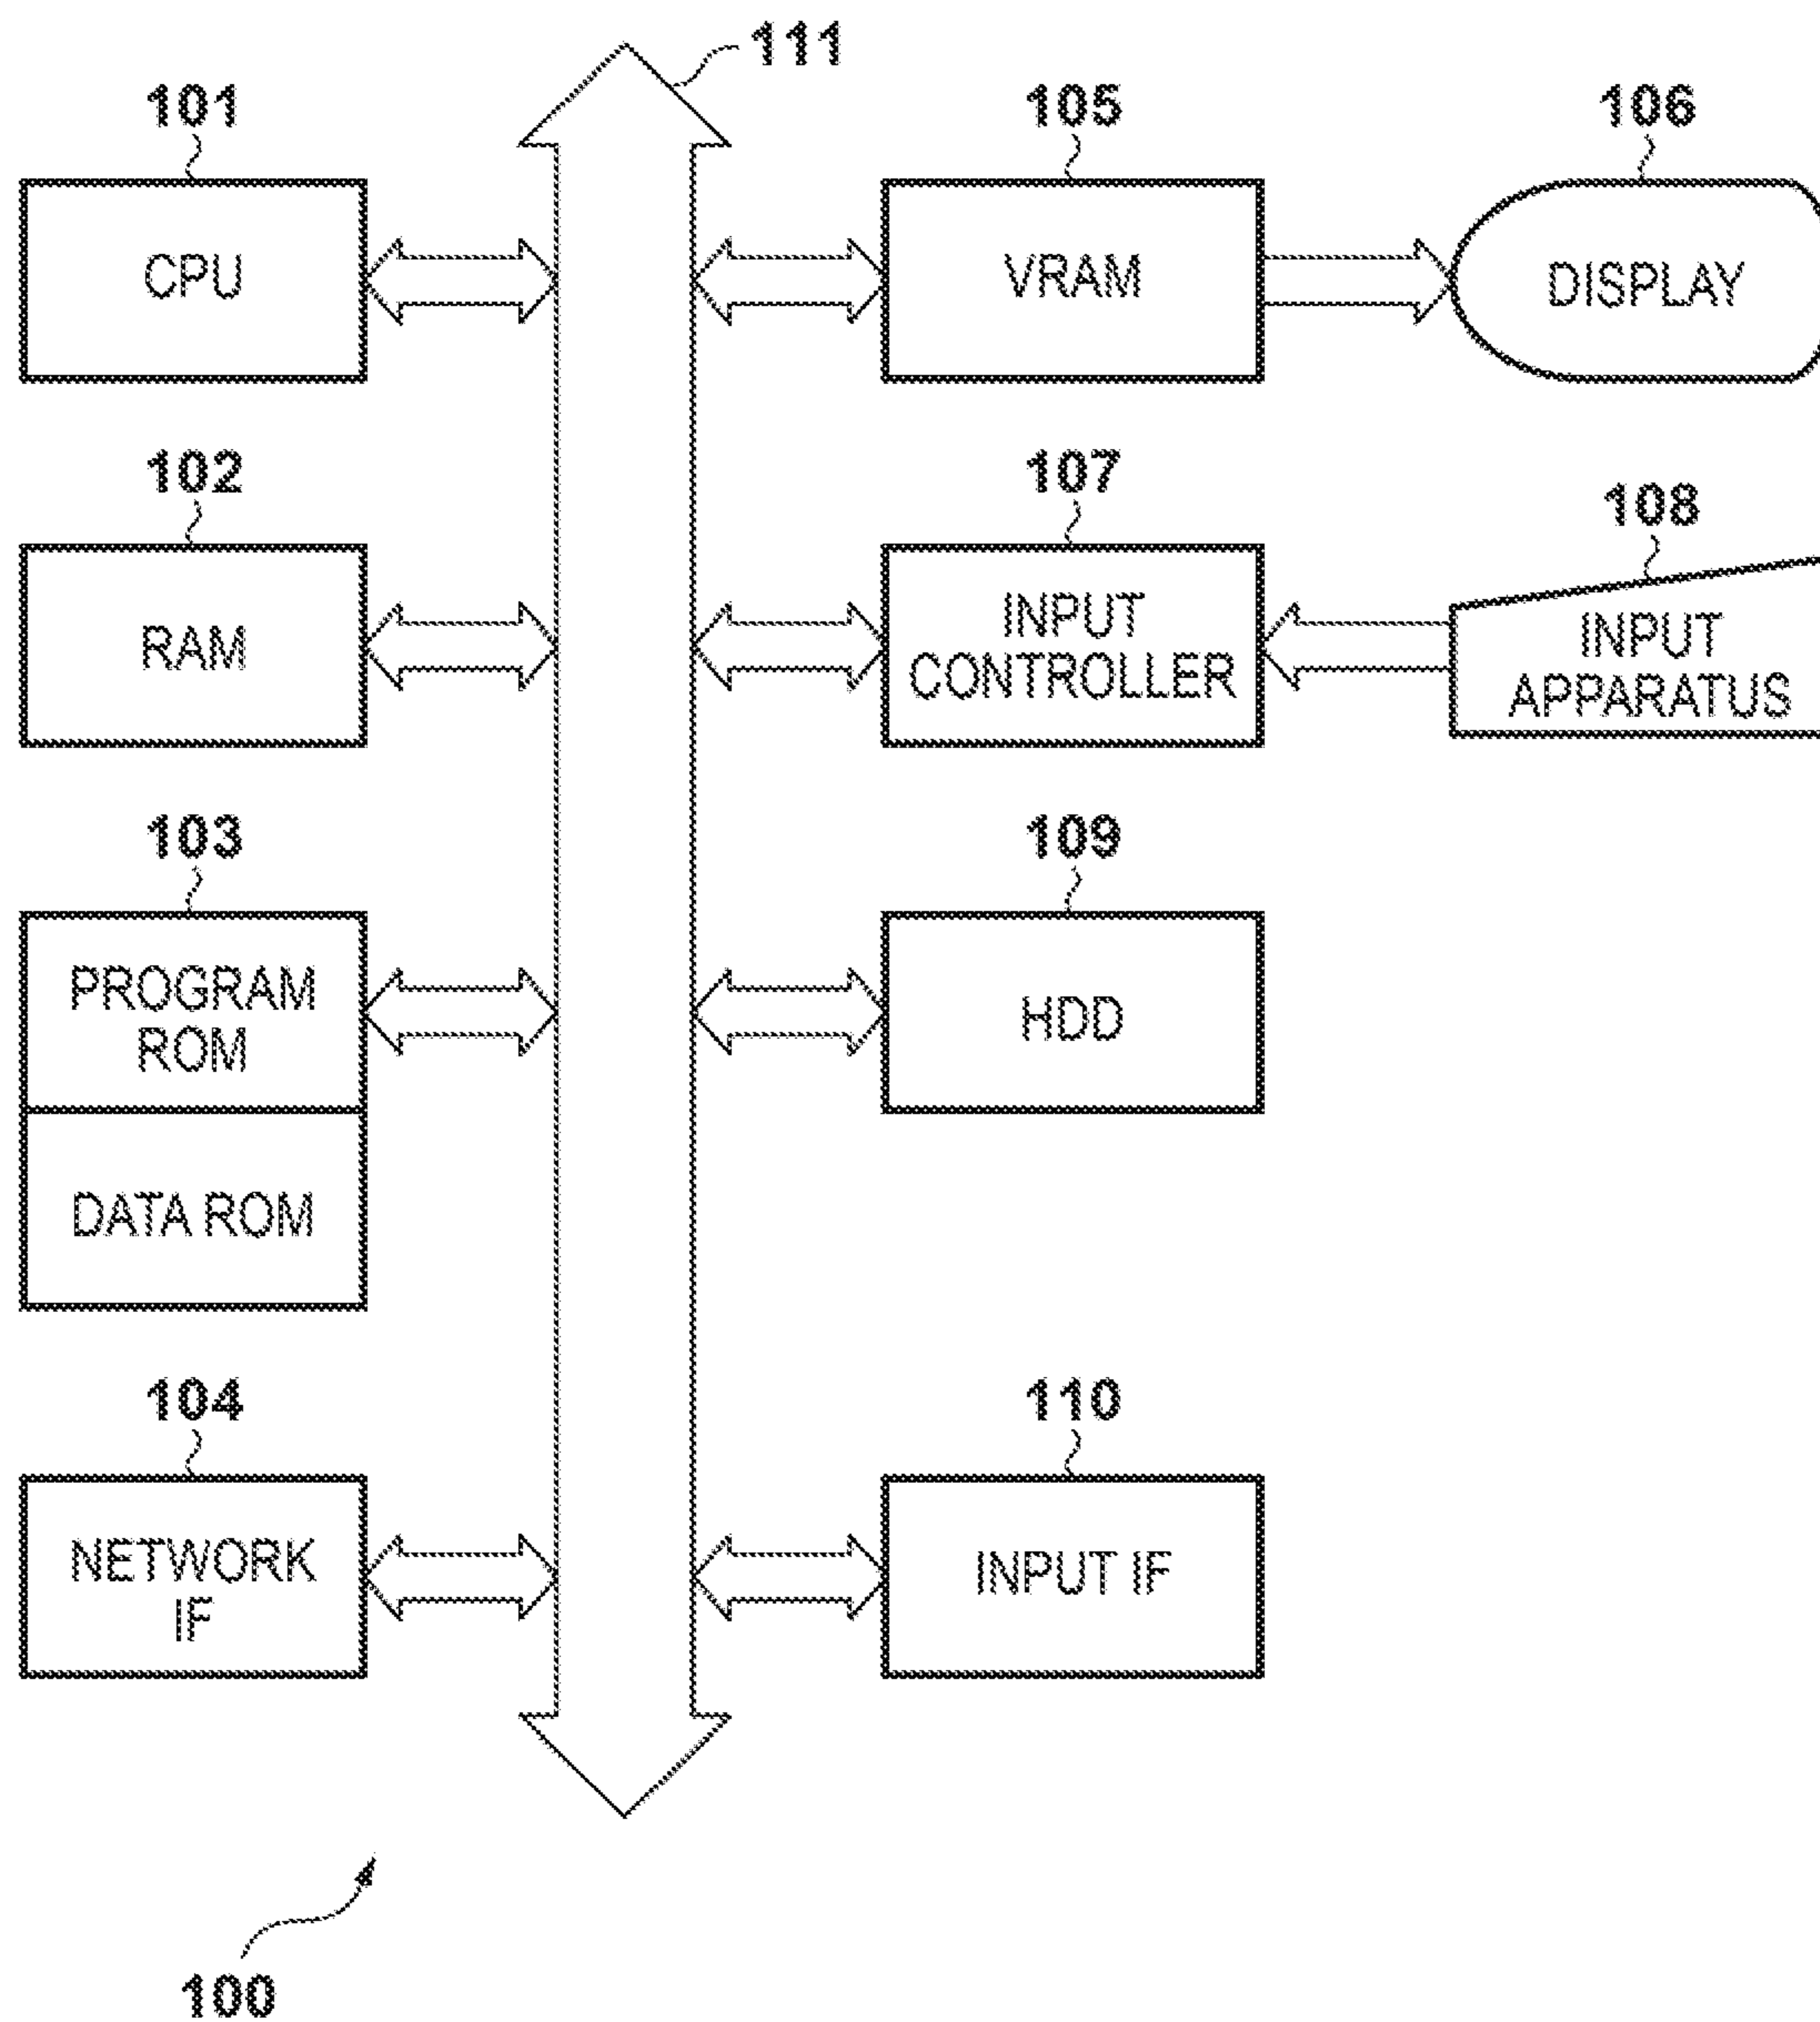 111
101
105
106
CPU
VRAM
DISPLAY
102
107
108
RAM
INPUT
CONTROLLER
INPUT
APPARATUS
103
109
PROGRAM
ROM
HDD
DATA ROM
104
110
NETWORK
IF
INPUT IF
100